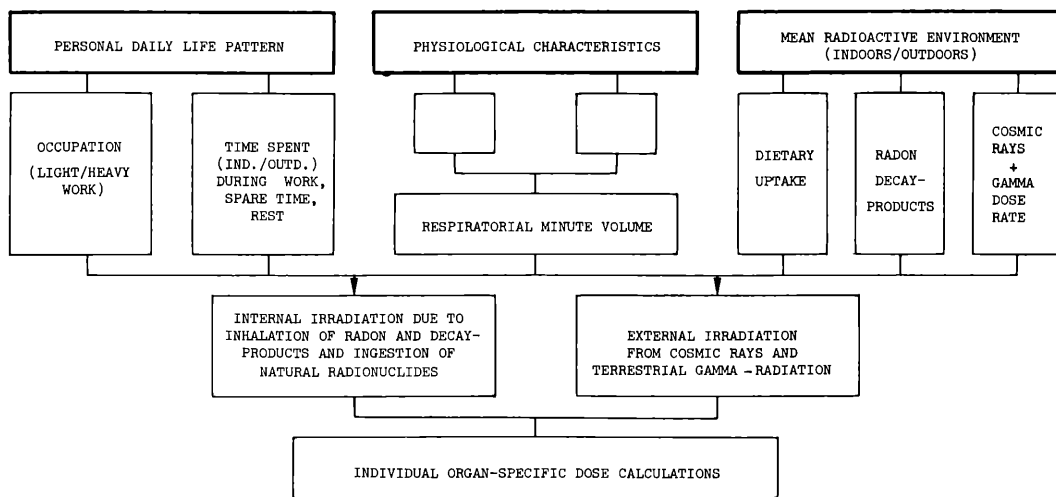 PERSONAL DAILY LIFE PATTERN
PHYSIOLOGICAL CHARACTERISTICS
MEAN RADIOACTIVE ENVIRONMENT
(INDOORS/OUTDOORS)
OCCUPATION
(LIGHT/HEAVY
WORK)
TIME SPENT
(IND./OUTD.)
DURING WORK,
SPARE TIME,
REST
DIETARY
UPTAKE
RADON
DECAY-
PRODUCTS
COSMIC
RAYS
+
GAMMA
DOSE
RATE
RESPIRATORIAL MINUTE VOLUME
INTERNAL IRRADIATION DUE TO
INHALATION OF RADON AND DECAY-
PRODUCTS AND INGESTION OF
NATURAL RADIONUCLIDES
EXTERNAL IRRADIATION
FROM COSMIC RAYS AND
TERRESTRIAL GAMMA -RADIATION
INDIVIDUAL ORGAN-SPECIFIC DOSE CALCULATIONS